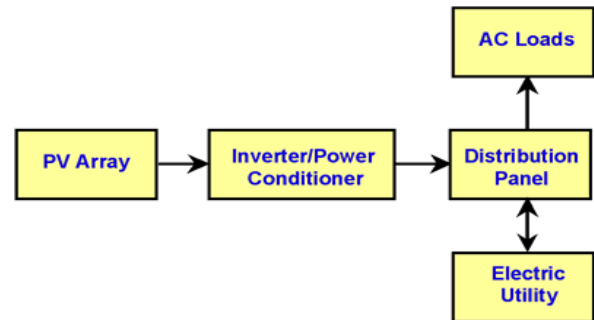 AC Loads
PV Array
Inverter/Power
Conditioner
Distribution
Panel
Electric
Utility